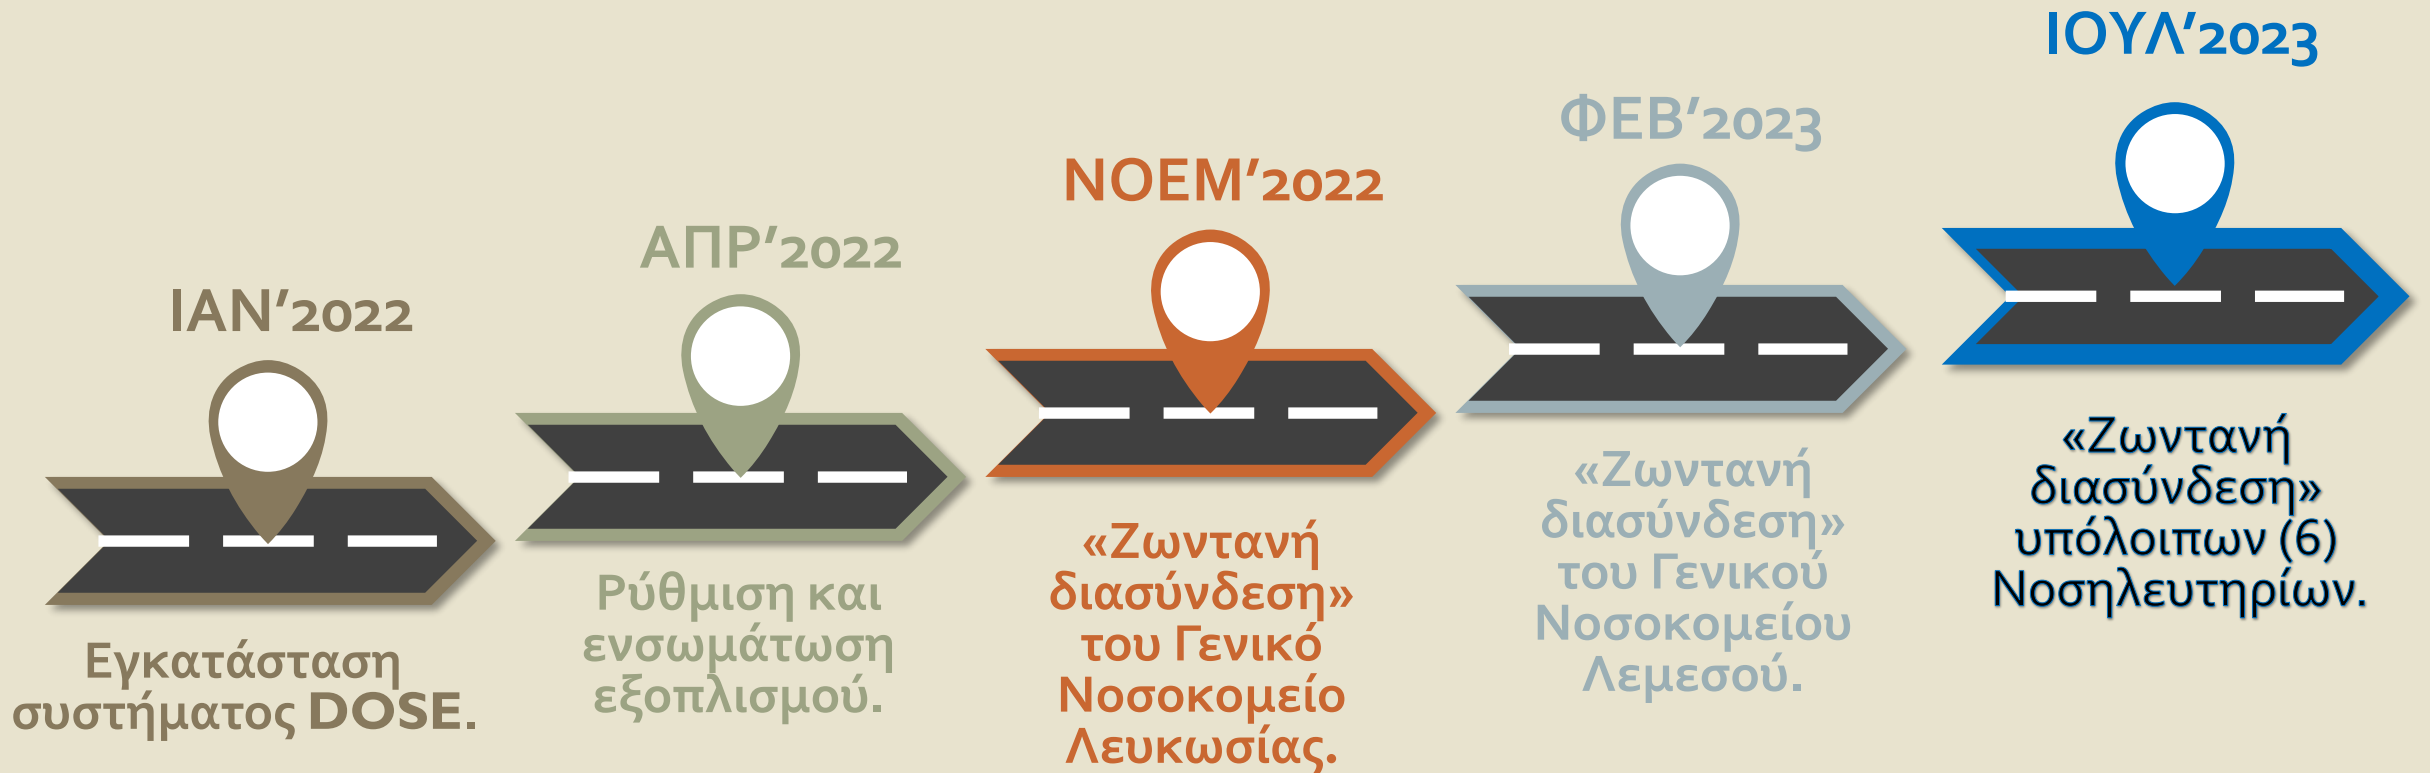 ΙΑΝ’2022
Εγκατάσταση
συστήματος DOSE.
ΑΠΡ’2022
Ρύθμιση και
ενσωμάτωση
εξοπλισμού.
ΝΟΕΜ’2022
«Ζωντανή
διασύνδεση»
του Γενικό
Νοσοκομείο
Λευκωσίας.
ΦΕΒ’2023
«Ζωντανή
διασύνδεση»
του Γενικού
Νοσοκομείου
Λεμεσού.
ΙΟΥΛ’2023
«Ζωντανή
διασύνδεση»
υπόλοιπων (6)
Νοσηλευτηρίων.